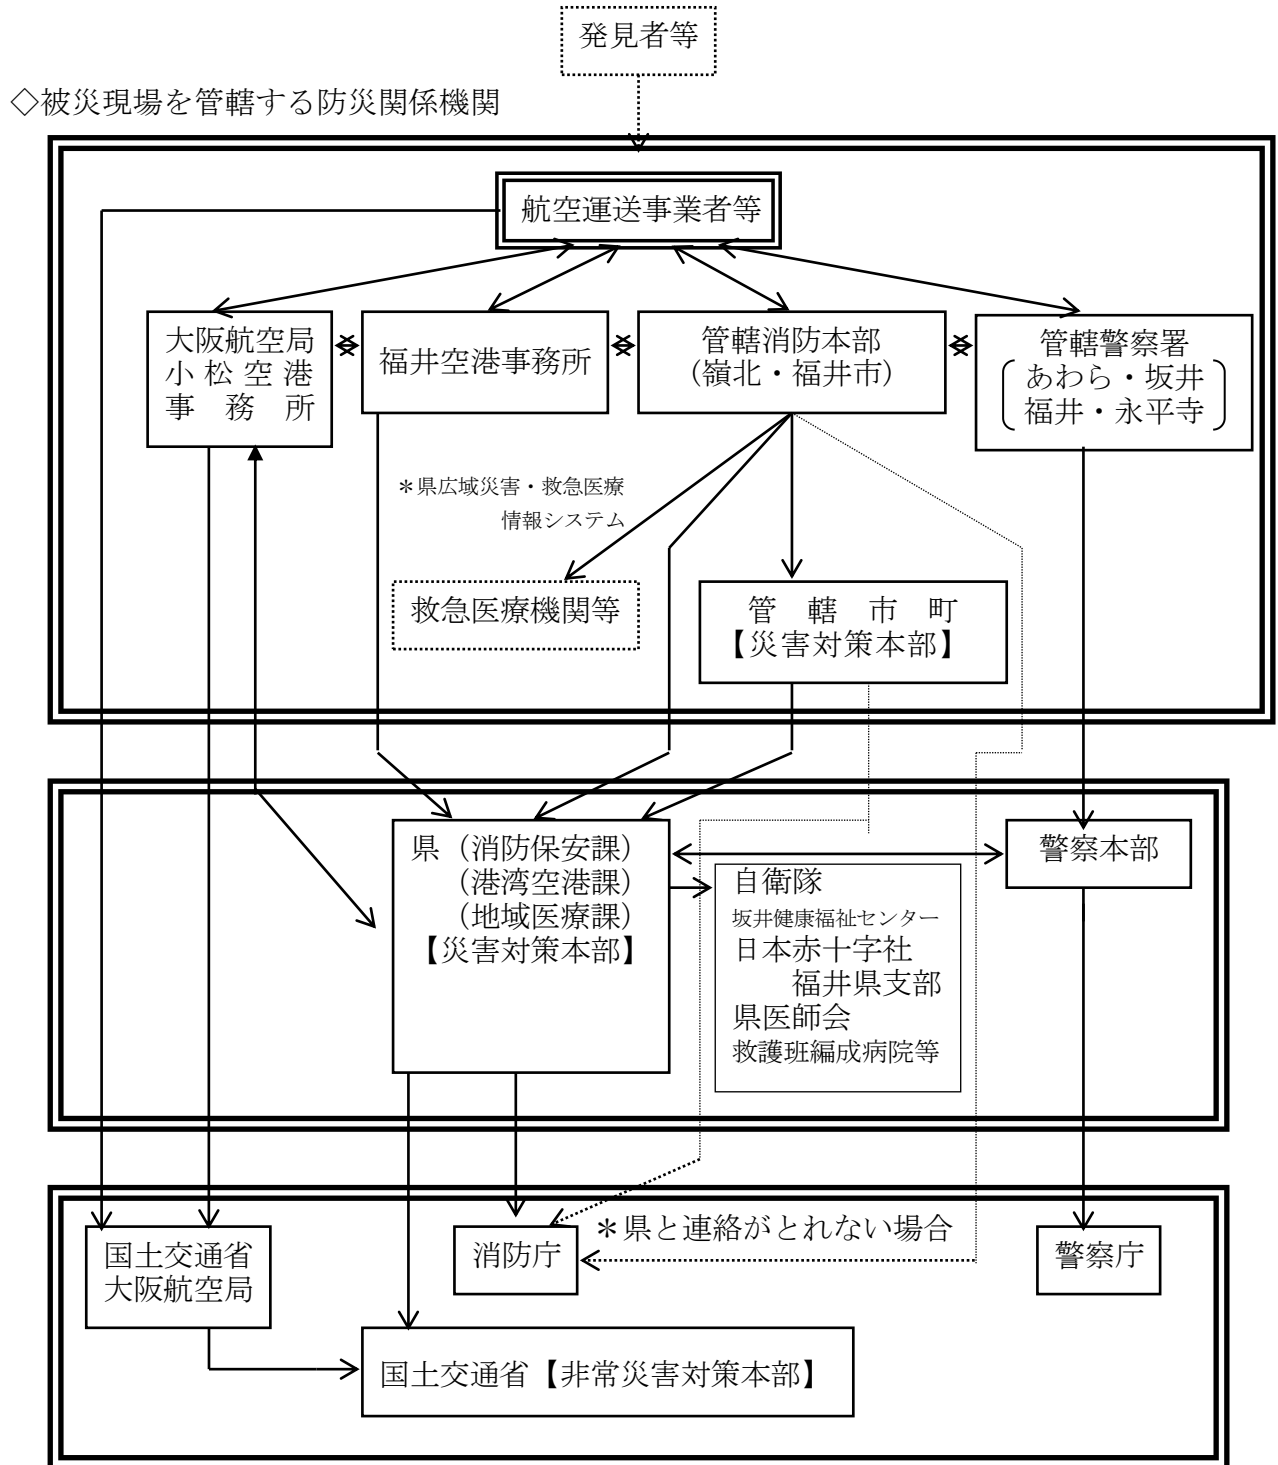 発見者等
◇被災現場を管轄する防災関係機関
航空運送事業者等
大阪航空局
小松空港
事務所
福井空港事務所
管轄消防本部
(嶺北・福井市)
管轄警察署
あわら・坂井
福井・永平寺
*県広域災害・救急医療
情報システム
救急医療機関等
管轄市町
【災害対策本部】
県(消防保安課)
(港湾空港課)
(地域医療課)
【災害対策本部】
警察本部
自衛隊
坂井健康福祉センター
日本赤十字社
福井県支部
県医師会
救護班編成病院等
国土交通省
大阪航空局
消防庁
*県と連絡がとれない場合
警察庁
国土交通省【非常災害対策本部】